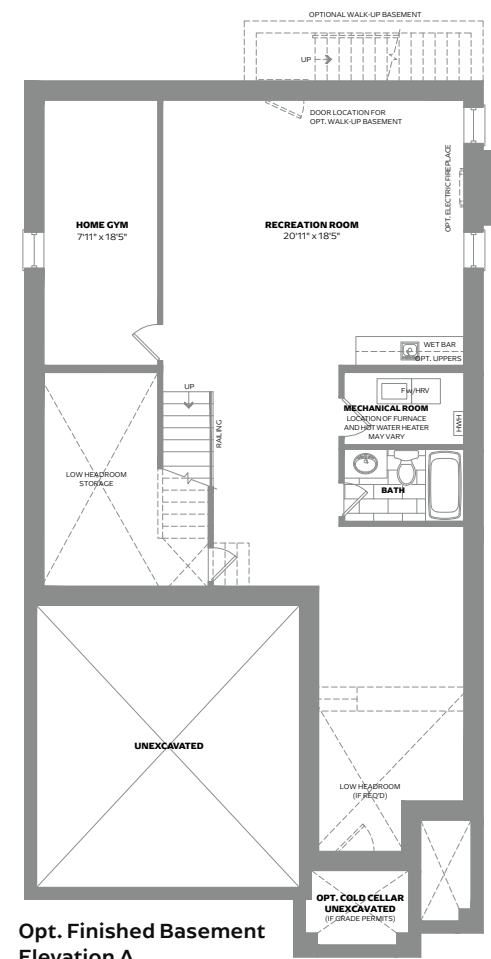 OPTIONAL WALK-UP BASEMENT
UP
DOOR LOCATION FOR
OPT. WALK-UP BASEMENT
OPT. ELECTRIC FIREPLACE
HOME GYM
7'11" x 18'5"
RECREATION ROOM
20'11" x 18'5"
WET BAR
OPT. UPPERS
UP
RAILING
F w/HRV
MECHANICAL ROOM
LOCATION OF FURNACE
AND HOT WATER HEATER
MAY VARY
HWH
LOW HEADROOM
STORAGE
BATH
UNEXCAVATED
LOW HEADROOM
(IF REQ'D)
OPT. COLD CELLAR
UNEXCAVATED
(IF GRADE PERMITS)
Opt. Finished Basement
Elevation A